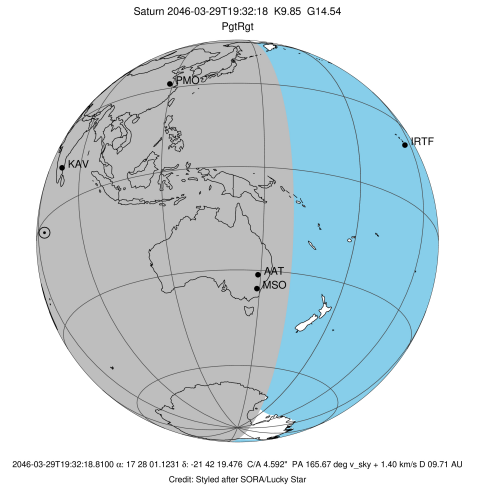 Saturn 2046-03-29T19:32:18 K9.85 G14.54
PgtRgt
PMO
IRTF
KAV
AAT
MSO
2046-03-29T19:32:18.8100 α: 17 28 01.1231 δ: -21 42 19.476 C/A 4.592" PA 165.67 deg v_sky + 1.40 km/s D 09.71 AU
Credit: Styled after SORA/Lucky Star